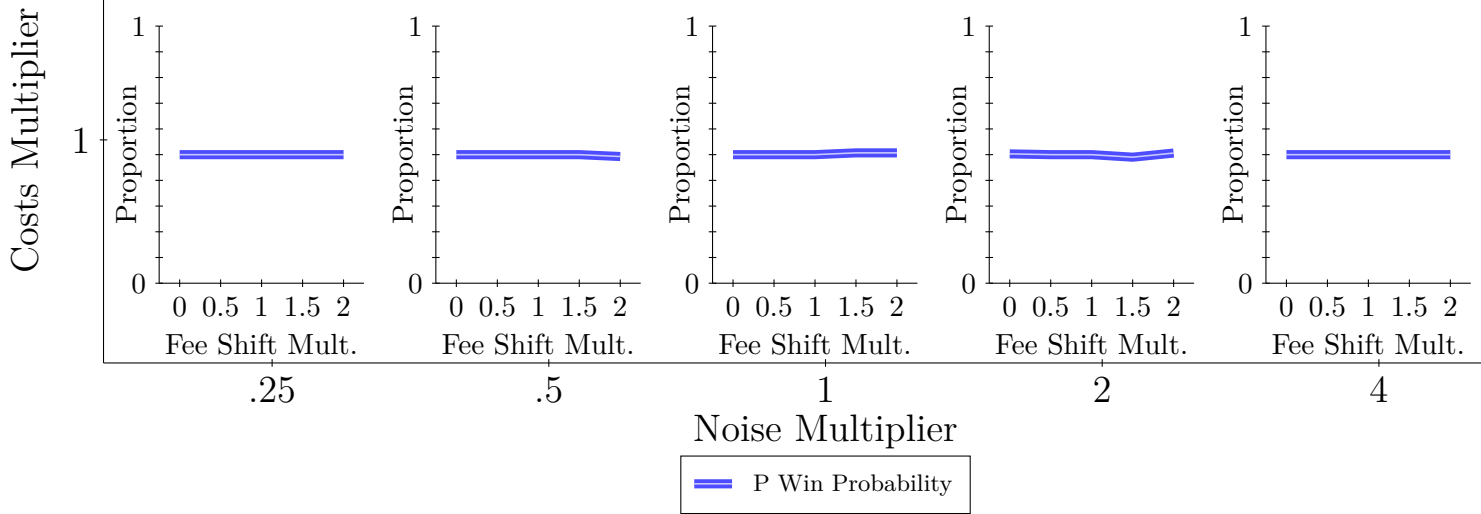 Costs Multiplier
1
1
Proportion
0
0 0.5 1 1.5 2
Fee Shift Mult.
1
Proportion
0
0 0.5 1 1.5 2
Fee Shift Mult.
1
Proportion
0
0 0.5 1 1.5 2
Fee Shift Mult.
1
Proportion
0
0 0.5 1 1.5 2
Fee Shift Mult.
1
Proportion
0
0 0.5 1 1.5 2
Fee Shift Mult.
.25 .5 1 2 4
Noise Multiplier
P Win Probability